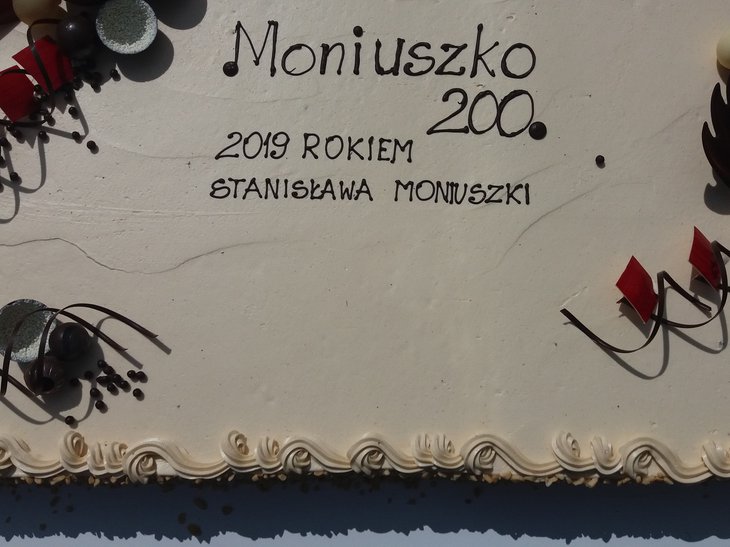 Moniuszko
200.
2019 ROKIEM
STANISŁAWA MONIUSZKI